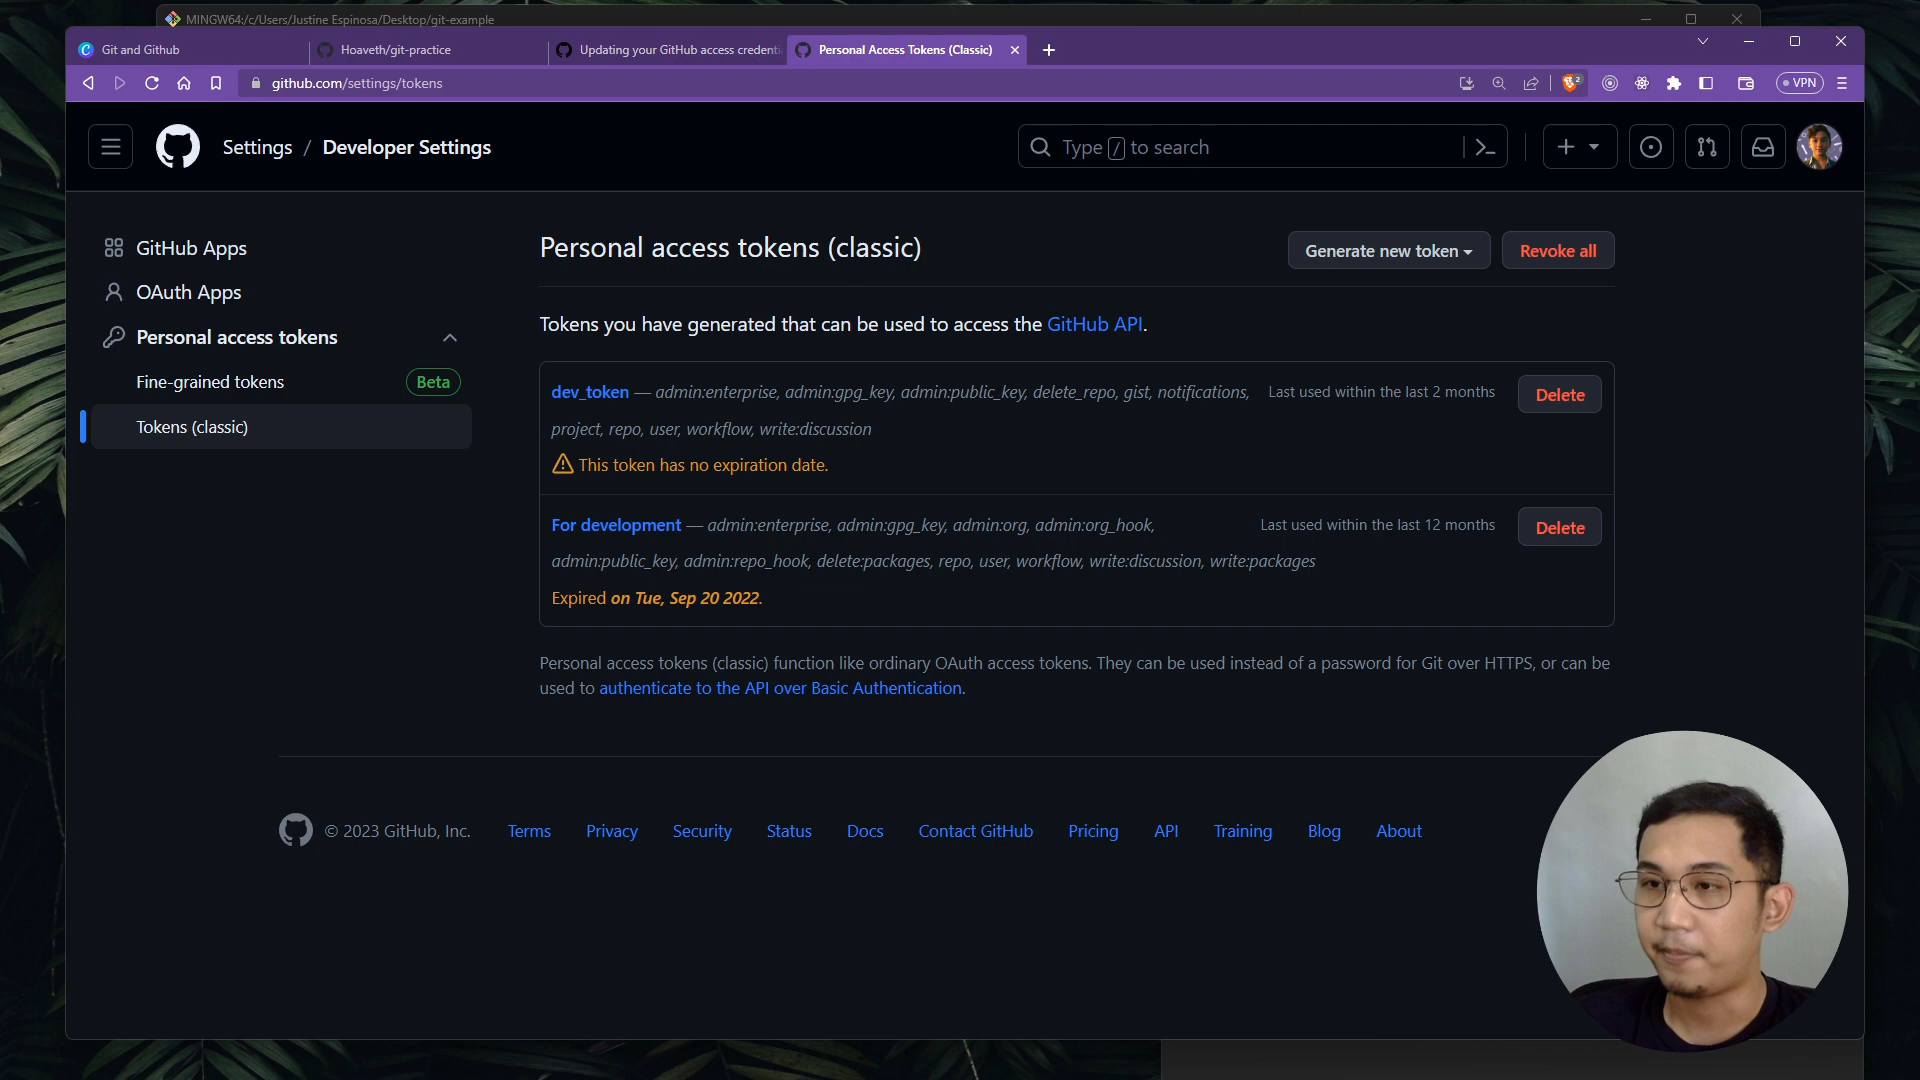 MINGW64:/c/Users/Justine Espinosa/Desktop/git-example
Git and Github
Hoaveth/git-practice
Updating your GitHub access credenti
Personal Access Tokens (Classic)
github.com/settings/tokens
2
VPN
Settings / Developer Settings
Type / to search
GitHub Apps
OAuth Apps
Personal access tokens
Fine-grained tokens
Beta
Tokens (classic)
Personal access tokens (classic)
Generate new token
Revoke all
Tokens you have generated that can be used to access the GitHub API.
dev_token — admin:enterprise, admin:gpg_key, admin:public_key, delete_repo, gist, notifications,
project, repo, user, workflow, write:discussion
Last used within the last 2 months
Delete
This token has no expiration date.
For development — admin:enterprise, admin:gpg_key, admin:org, admin:org_hook,
admin:public_key, admin:repo_hook, delete:packages, repo, user, workflow, write:discussion, write:packages
Last used within the last 12 months
Delete
Expired on Tue, Sep 20 2022.
Personal access tokens (classic) function like ordinary OAuth access tokens. They can be used instead of a password for Git over HTTPS, or can be
used to authenticate to the API over Basic Authentication.
© 2023 GitHub, Inc.
Terms
Privacy
Security
Status
Docs
Contact GitHub
Pricing
API
Training
Blog
About